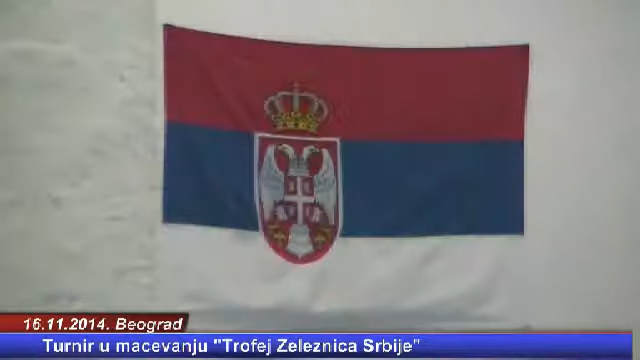 16.11.2014. Beograd
Turnir u macevanju "Trofej Zeleznica Srbije"